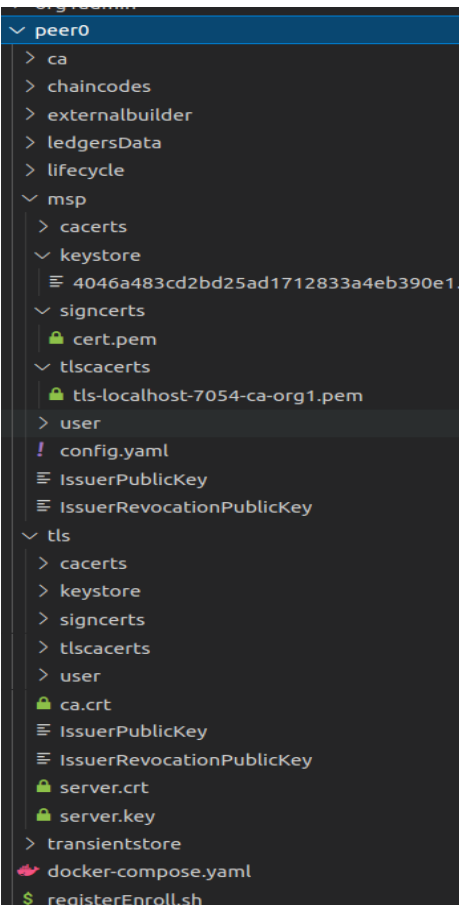 peer0
ca
chaincodes
externalbuilder
ledgersData
lifecycle
msp
cacerts
keystore
4046a483cd2bd25ad1712833a4eb390e1.
signcerts
cert.pem
tlscacerts
tls-localhost-7054-ca-org1.pem
user
! config.yaml
IssuerPublicKey
IssuerRevocationPublicKey
tls
cacerts
keystore
signcerts
tlscacerts
user
ca.crt
IssuerPublicKey
IssuerRevocationPublicKey
server.crt
server.key
transientstore
docker-compose.yaml
$ registerEnroll.sh